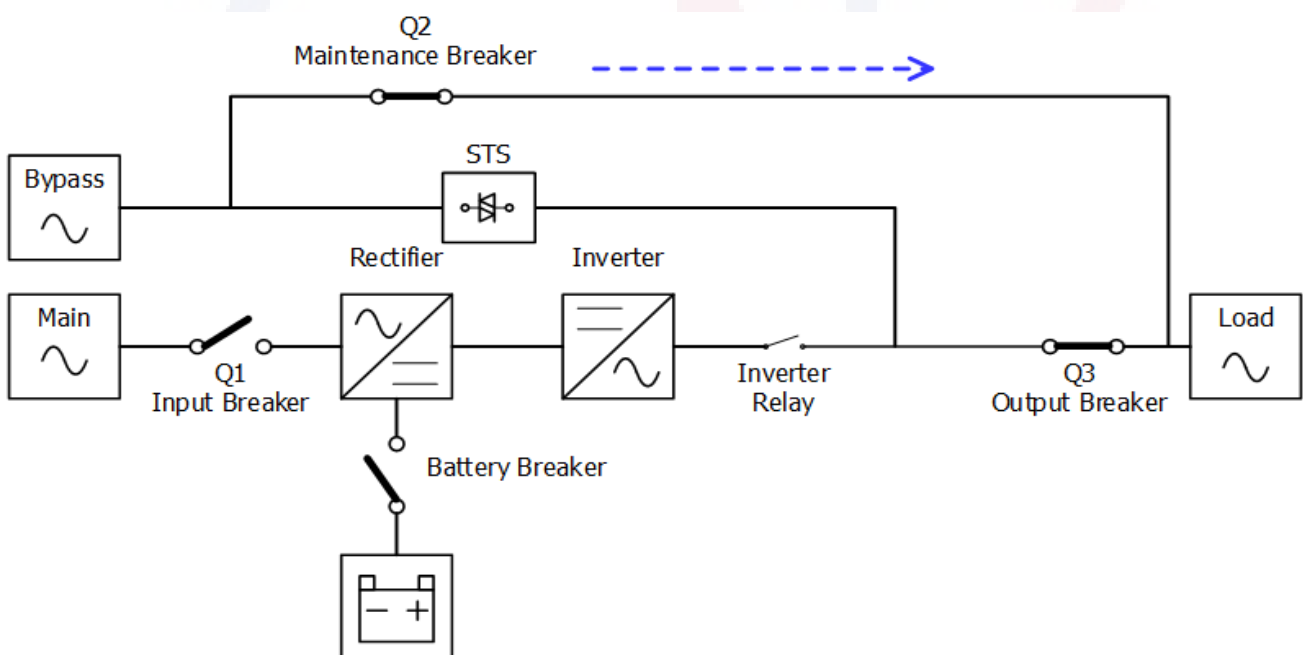 Q2
Maintenance Breaker
STS
Bypass
Rectifier
Inverter
Main
Load
Q1
Input Breaker
Inverter
Relay
Q3
Output Breaker
Battery Breaker
− +